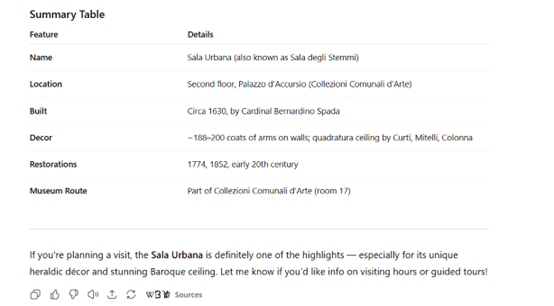 Summary Table
Feature Details
Name Sala Urbana (also known as Sala degli Stemmi)
Location Second floor, Palazzo d'Accursio (Collezioni Comunali d'Arte)
Built Circa 1630, by Cardinal Bernardino Spada
Decor ~188–200 coats of arms on walls; quadratura ceiling by Curti, Mitelli, Colonna
Restorations 1774, 1852, early 20th century
Museum Route Part of Collezioni Comunali d'Arte (room 17)
If you're planning a visit, the Sala Urbana is definitely one of the highlights — especially for its unique
heraldic décor and stunning Baroque ceiling. Let me know if you'd like info on visiting hours or guided tours!
Sources